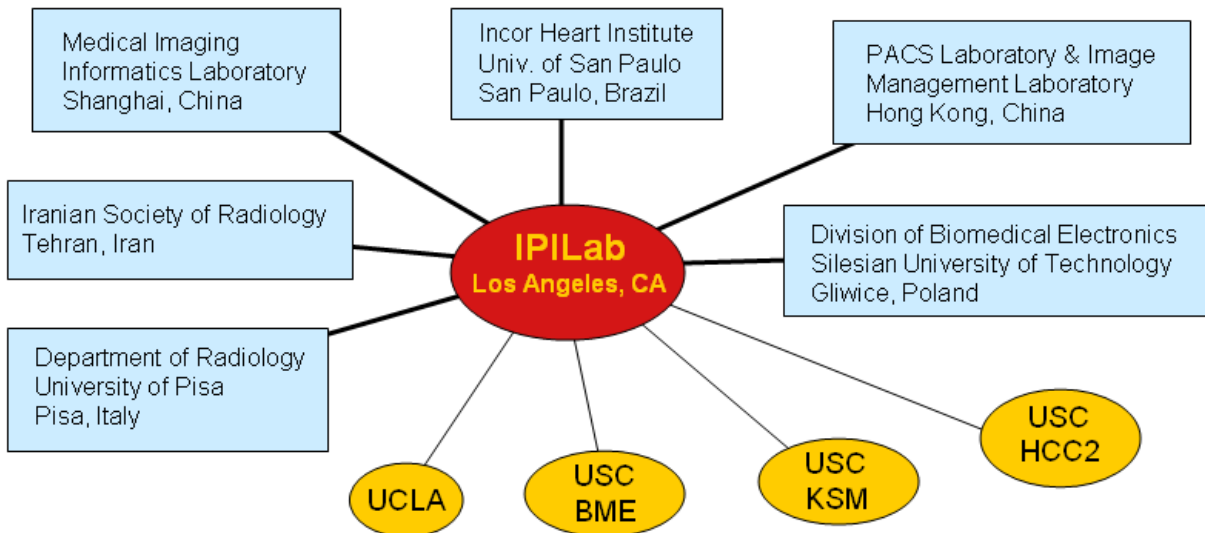 Medical Imaging
Informatics Laboratory
Shanghai, China
Incor Heart Institute
Univ. of San Paulo
San Paulo, Brazil
PACS Laboratory & Image
Management Laboratory
Hong Kong, China
Iranian Society of Radiology
Tehran, Iran
IPILab
Los Angeles, CA
Division of Biomedical Electronics
Silesian University of Technology
Gliwice, Poland
Department of Radiology
University of Pisa
Pisa, Italy
UCLA
USC
BME
USC
KSM
USC
HCC2